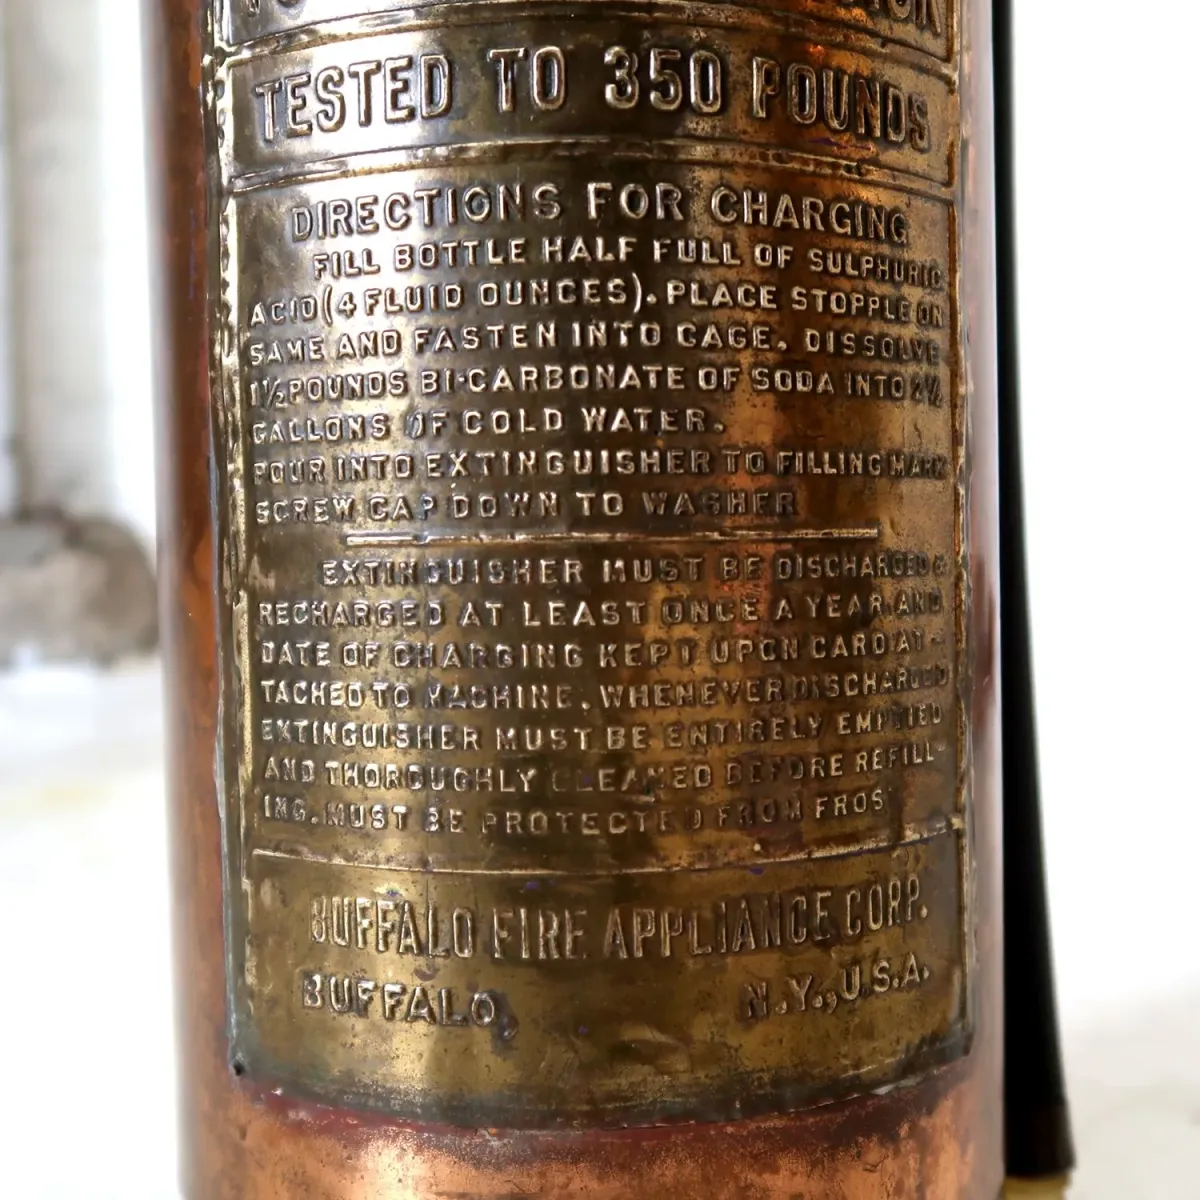 TESTED TO 350 POUNDS
DIRECTIONS FOR CHARGING
FILL BOTTLE HALF FULL OF SULPHURIC
ACID (4 FLUID OUNCES). PLACE STOPPLE ON
SAME AND FASTEN INTO CAGE. DISSOLVE
1½ POUNDS BI-CARBONATE OF SODA INTO 2½
GALLONS OF COLD WATER.
POUR INTO EXTINGUISHER TO FILLING MARK
SCREW CAP DOWN TO WASHER
EXTINGUISHER MUST BE DISCHARGED &
RECHARGED AT LEAST ONCE A YEAR AND
DATE OF CHARGING KEPT UPON CARD AT-
TACHED TO MACHINE. WHENEVER DISCHARGED
EXTINGUISHER MUST BE ENTIRELY EMPTIED
AND THOROUGHLY CLEANED BEFORE REFILL-
ING. MUST BE PROTECTED FROM FROST
BUFFALO FIRE APPLIANCE CORP.
BUFFALO, N.Y., U.S.A.